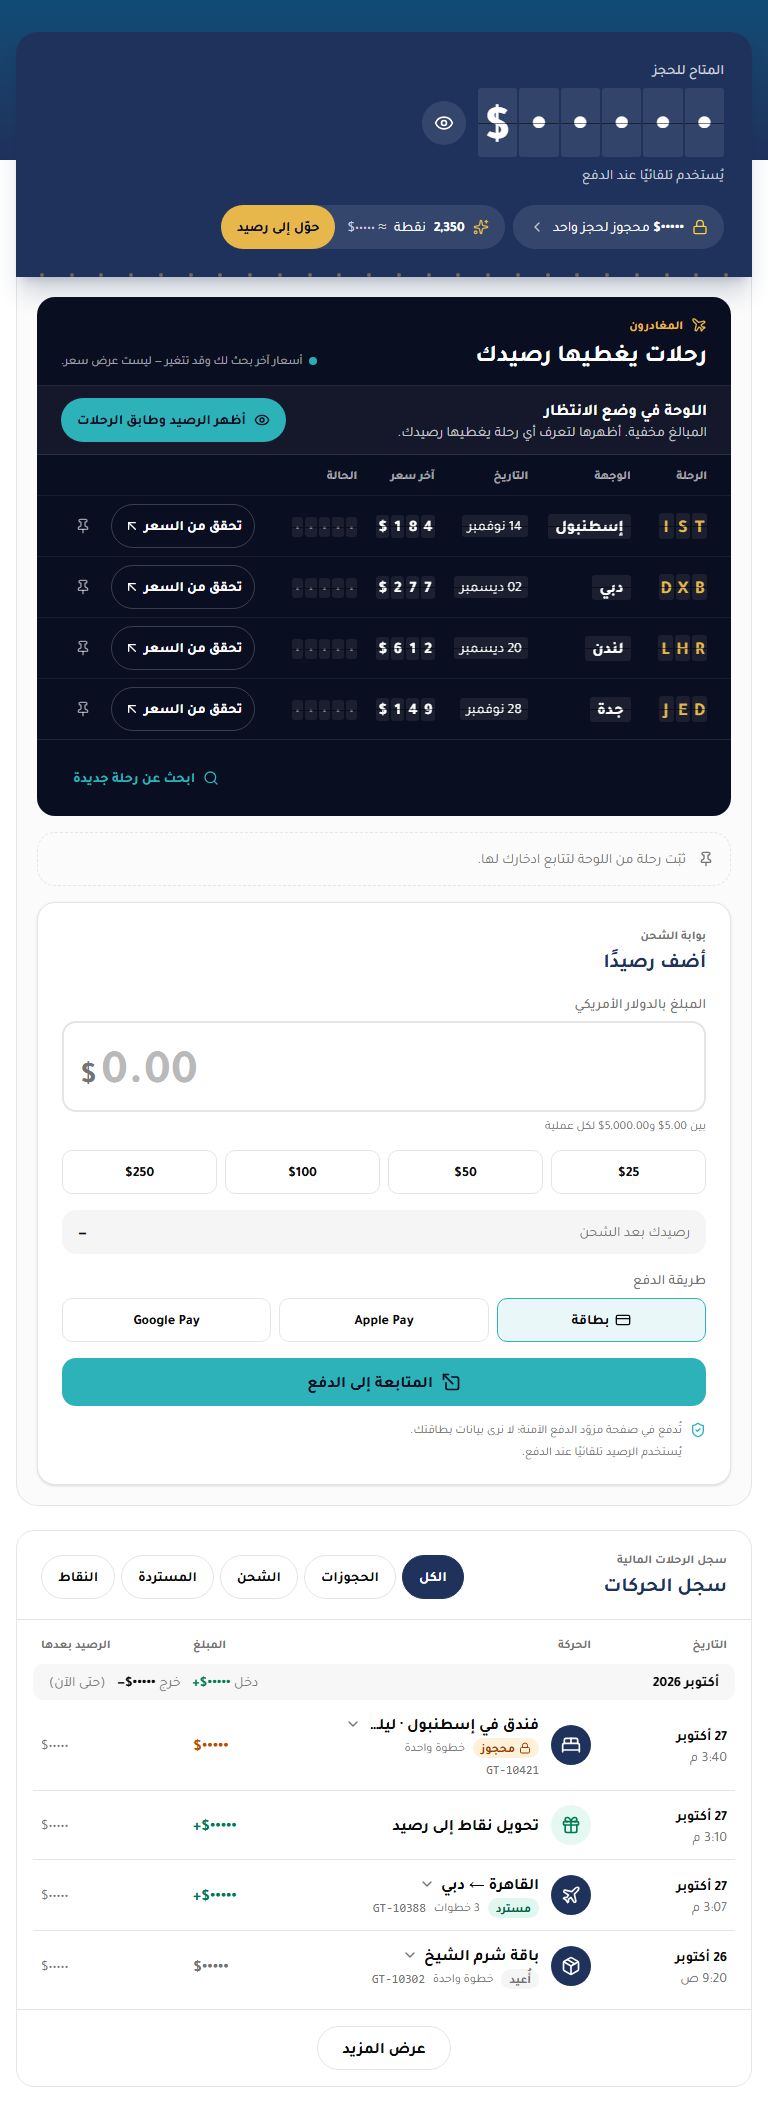 المتاح للحجز
$•••••
يُستخدم تلقائيًا عند الدفع
$••••• محجوز لحجز واحد
2,350 نقطة ≈ $•••••
حوّل إلى رصيد
المغادرون
رحلات يغطيها رصيدك
أسعار آخر بحث لك وقد تتغير — ليست عرض سعر.
اللوحة في وضع الانتظار
المبالغ مخفية. أظهرها لتعرف أي رحلة يغطيها رصيدك.
أظهر الرصيد وطابق الرحلات
الرحلة الوجهة التاريخ آخر سعر الحالة
IST إسطنبول 14 نوفمبر $184 ····· تحقق من السعر
DXB دبي 02 ديسمبر $277 ····· تحقق من السعر
LHR لندن 20 ديسمبر $612 ····· تحقق من السعر
JED جدة 28 نوفمبر $149 ····· تحقق من السعر
ابحث عن رحلة جديدة
ثبّت رحلة من اللوحة لتتابع ادخارك لها.
بوابة الشحن
أضف رصيدًا
المبلغ بالدولار الأمريكي
$ 0.00
بين $5.00 و$5,000.00 لكل عملية
$25 $50 $100 $250
رصيدك بعد الشحن –
طريقة الدفع
بطاقة Apple Pay Google Pay
المتابعة إلى الدفع
تُدفع في صفحة مزوّد الدفع الآمنة؛ لا نرى بيانات بطاقتك.
يُستخدم الرصيد تلقائيًا عند الدفع.
سجل الرحلات المالية
سجل الحركات
الكل الحجوزات الشحن المستردة النقاط
التاريخ الحركة المبلغ الرصيد بعدها
أكتوبر 2026 دخل +$••••• خرج –$••••• (حتى الآن)
27 أكتوبر فندق في إسطنبول · ليلـ… $••••• $•••••
3:40 م محجوز خطوة واحدة
GT-10421
27 أكتوبر تحويل نقاط إلى رصيد +$••••• $•••••
3:10 م
27 أكتوبر القاهرة ← دبي +$••••• $•••••
3:07 م مسترد 3 خطوات GT-10388
26 أكتوبر باقة شرم الشيخ $••••• $•••••
9:20 ص أُعيد خطوة واحدة GT-10302
عرض المزيد